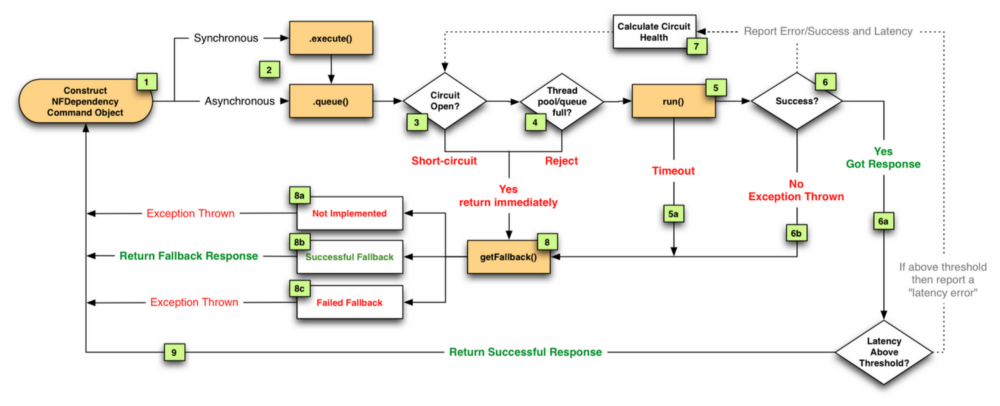 Synchronous
.execute()
Calculate Circuit
Health
7
Report Error/Success and Latency
1
2
Construct
NFDependency
Command Object
Asynchronous
.queue()
Circuit
Open?
3
Thread
pool/queue
full?
4
run()
5
Success?
6
Short-circuit
Reject
Timeout
Yes
Got Response
Yes
return immediately
No
Exception Thrown
5a
6b
6a
8a
Exception Thrown
Not Implemented
8b
Return Fallback Response
Successful Fallback
8
getFallback()
8c
Exception Thrown
Failed Fallback
If above threshold
then report a
"latency error"
9
Return Successful Response
Latency
Above
Threshold?